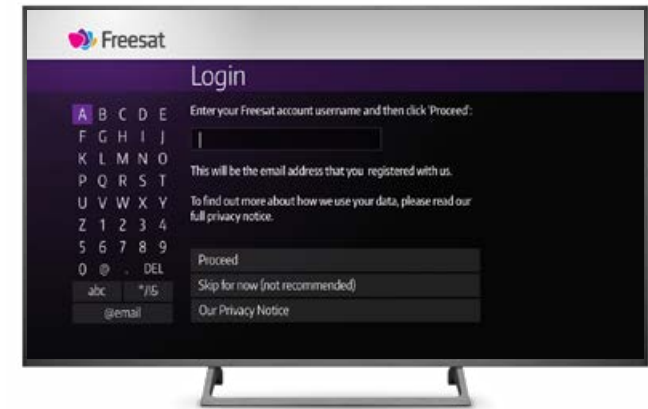 Freesat
Login
Enter your Freesat account username and then click 'Proceed':
A B C D E
F G H I J
K L M N O
P Q R S T
U V W X Y
Z 1 2 3 4
5 6 7 8 9
0 @ . DEL
abc */!&
@email
This will be the email address that you registered with us.
To find out more about how we use your data, please read our
full privacy notice.
Proceed
Skip for now (not recommended)
Our Privacy Notice